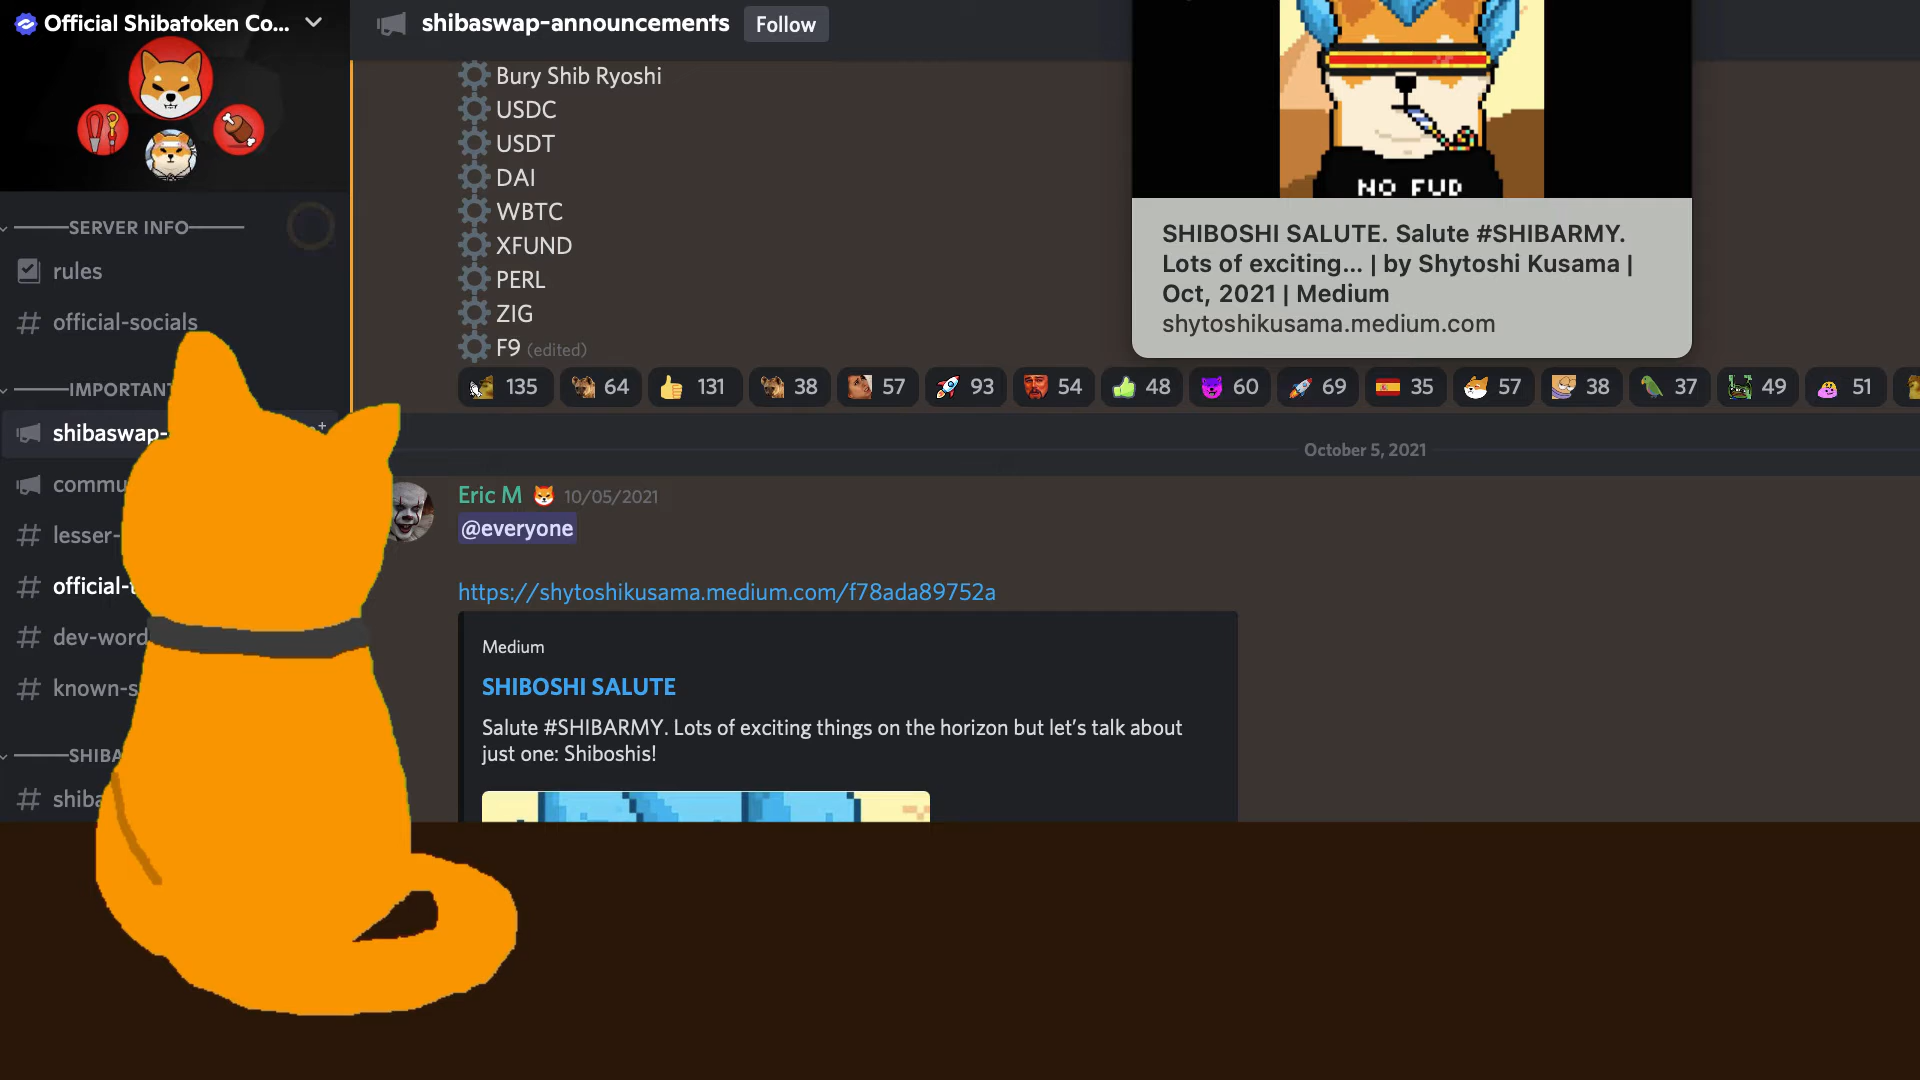 Official Shibatoken Co...
SERVER INFO
rules
# official-socials
IMPORTANT
shibaswap-
commu
# lesser-
# official-t
# dev-word
# known-s
SHIBA
# shiba
shibaswap-announcements Follow
Bury Shib Ryoshi
USDC
USDT
DAI
WBTC
XFUND
PERL
ZIG
F9 (edited)
135 64 131 38 57 93 54 48 60 69 35 57 38 37 49 51
NO FUD
SHIBOSHI SALUTE. Salute #SHIBARMY.
Lots of exciting... | by Shytoshi Kusama |
Oct, 2021 | Medium
shytoshikusama.medium.com
October 5, 2021
Eric M 10/05/2021
@everyone
https://shytoshikusama.medium.com/f78ada89752a
Medium
SHIBOSHI SALUTE
Salute #SHIBARMY. Lots of exciting things on the horizon but let’s talk about
just one: Shiboshis!